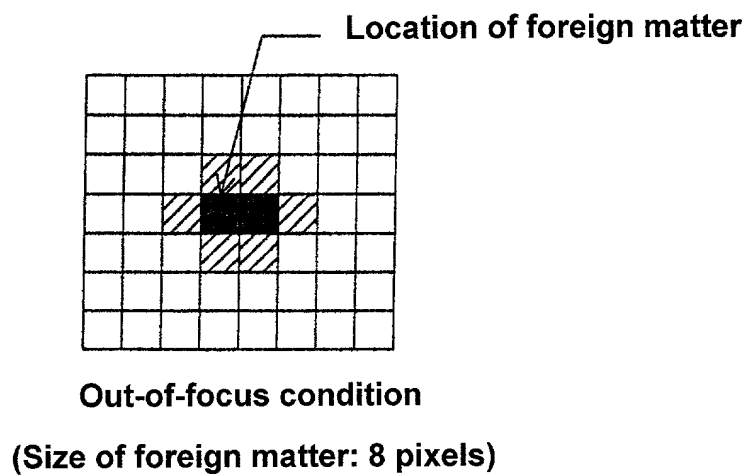 Location of foreign matter
Out-of-focus condition
(Size of foreign matter: 8 pixels)